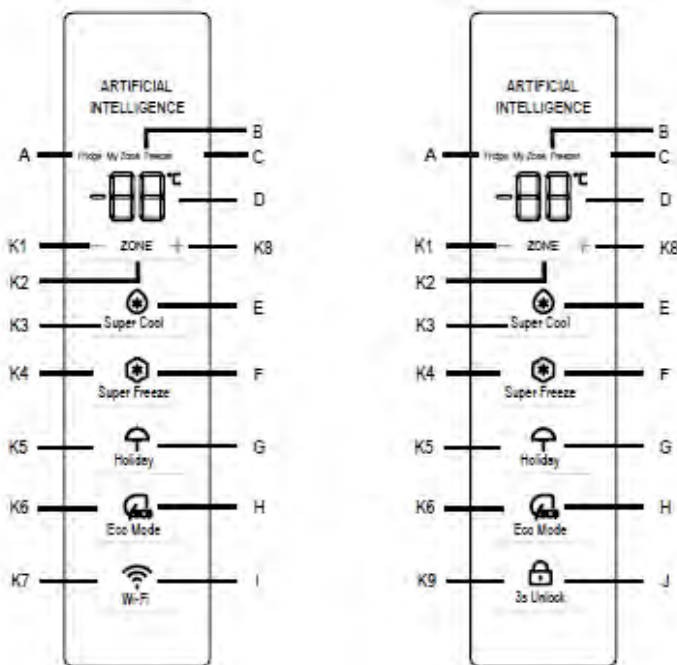 ARTIFICIAL
INTELLIGENCE
B
A
Fridge My Zone Freezer
C
-88°C
D
K1
- ZONE +
K8
K2
E
K3
Super Cool
K4
F
Super Freeze
K5
G
Holiday
K6
H
Eco Mode
K7
I
Wi-Fi
ARTIFICIAL
INTELLIGENCE
B
A
Fridge My Zone Freezer
C
-88°C
D
K1
- ZONE +
K8
K2
E
K3
Super Cool
K4
F
Super Freeze
K5
G
Holiday
K6
H
Eco Mode
K9
J
3s Unlock